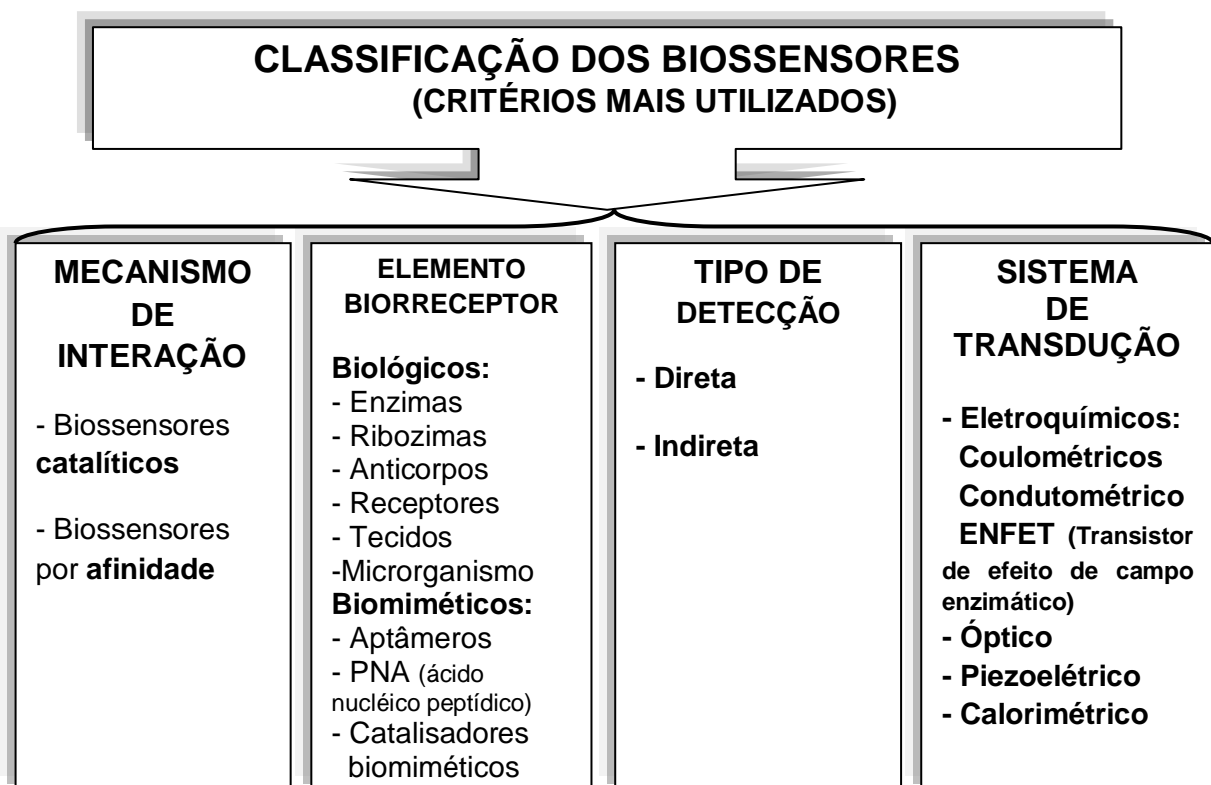 CLASSIFICAÇÃO DOS BIOSSENSORES
(CRITÉRIOS MAIS UTILIZADOS)
MECANISMO
DE
INTERAÇÃO
- Biossensores
catalíticos
- Biossensores
por afinidade
ELEMENTO
BIORRECEPTOR
Biológicos:
- Enzimas
- Ribozimas
- Anticorpos
- Receptores
- Tecidos
-Microrganismo
Biomiméticos:
- Aptâmeros
- PNA (ácido
nucléico peptídico)
- Catalisadores
biomiméticos
TIPO DE
DETECÇÃO
- Direta
- Indireta
SISTEMA
DE
TRANSDUÇÃO
- Eletroquímicos:
Coulométricos
Condutométrico
ENFET (Transistor
de efeito de campo
enzimático)
- Óptico
- Piezoelétrico
- Calorimétrico